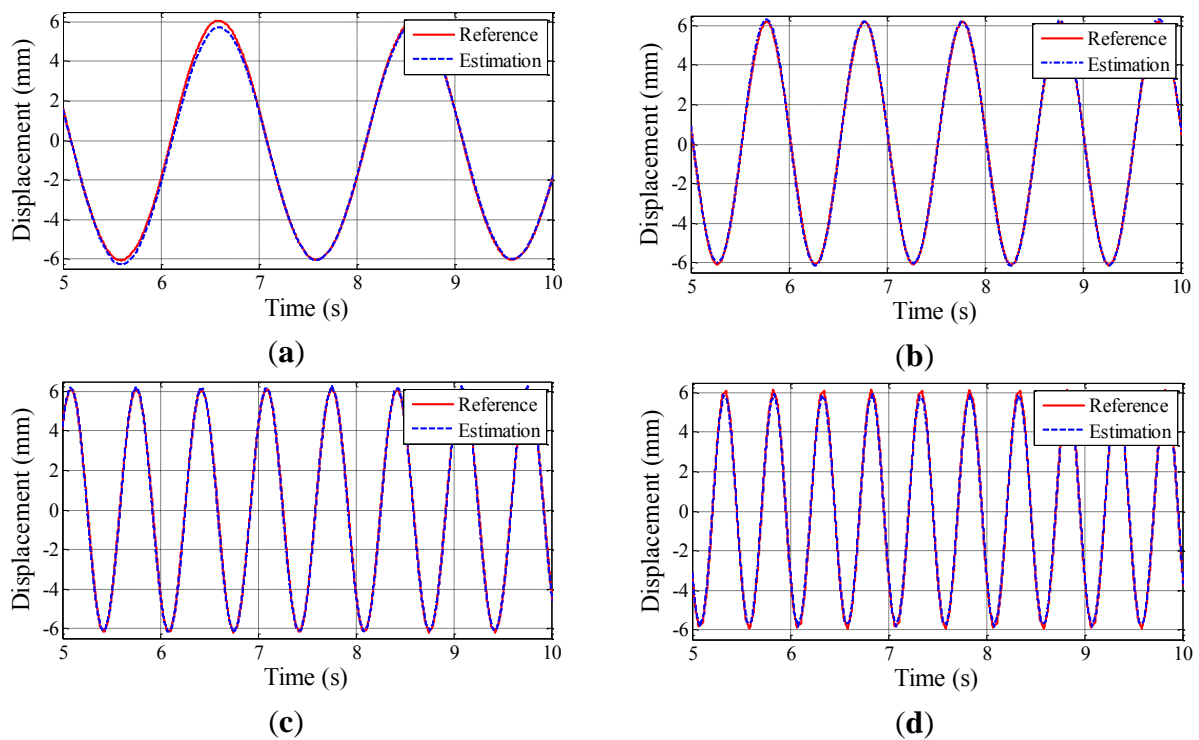 6
4
2
0
-2
-4
-6
Displacement (mm)
Reference
Estimation
5 6 7 8 9 10
Time (s)
(a)
6
4
2
0
-2
-4
-6
Displacement (mm)
Reference
Estimation
5 6 7 8 9 10
Time (s)
(b)
6
4
2
0
-2
-4
-6
Displacement (mm)
Reference
Estimation
5 6 7 8 9 10
Time (s)
(c)
6
4
2
0
-2
-4
-6
Displacement (mm)
Reference
Estimation
5 6 7 8 9 10
Time (s)
(d)